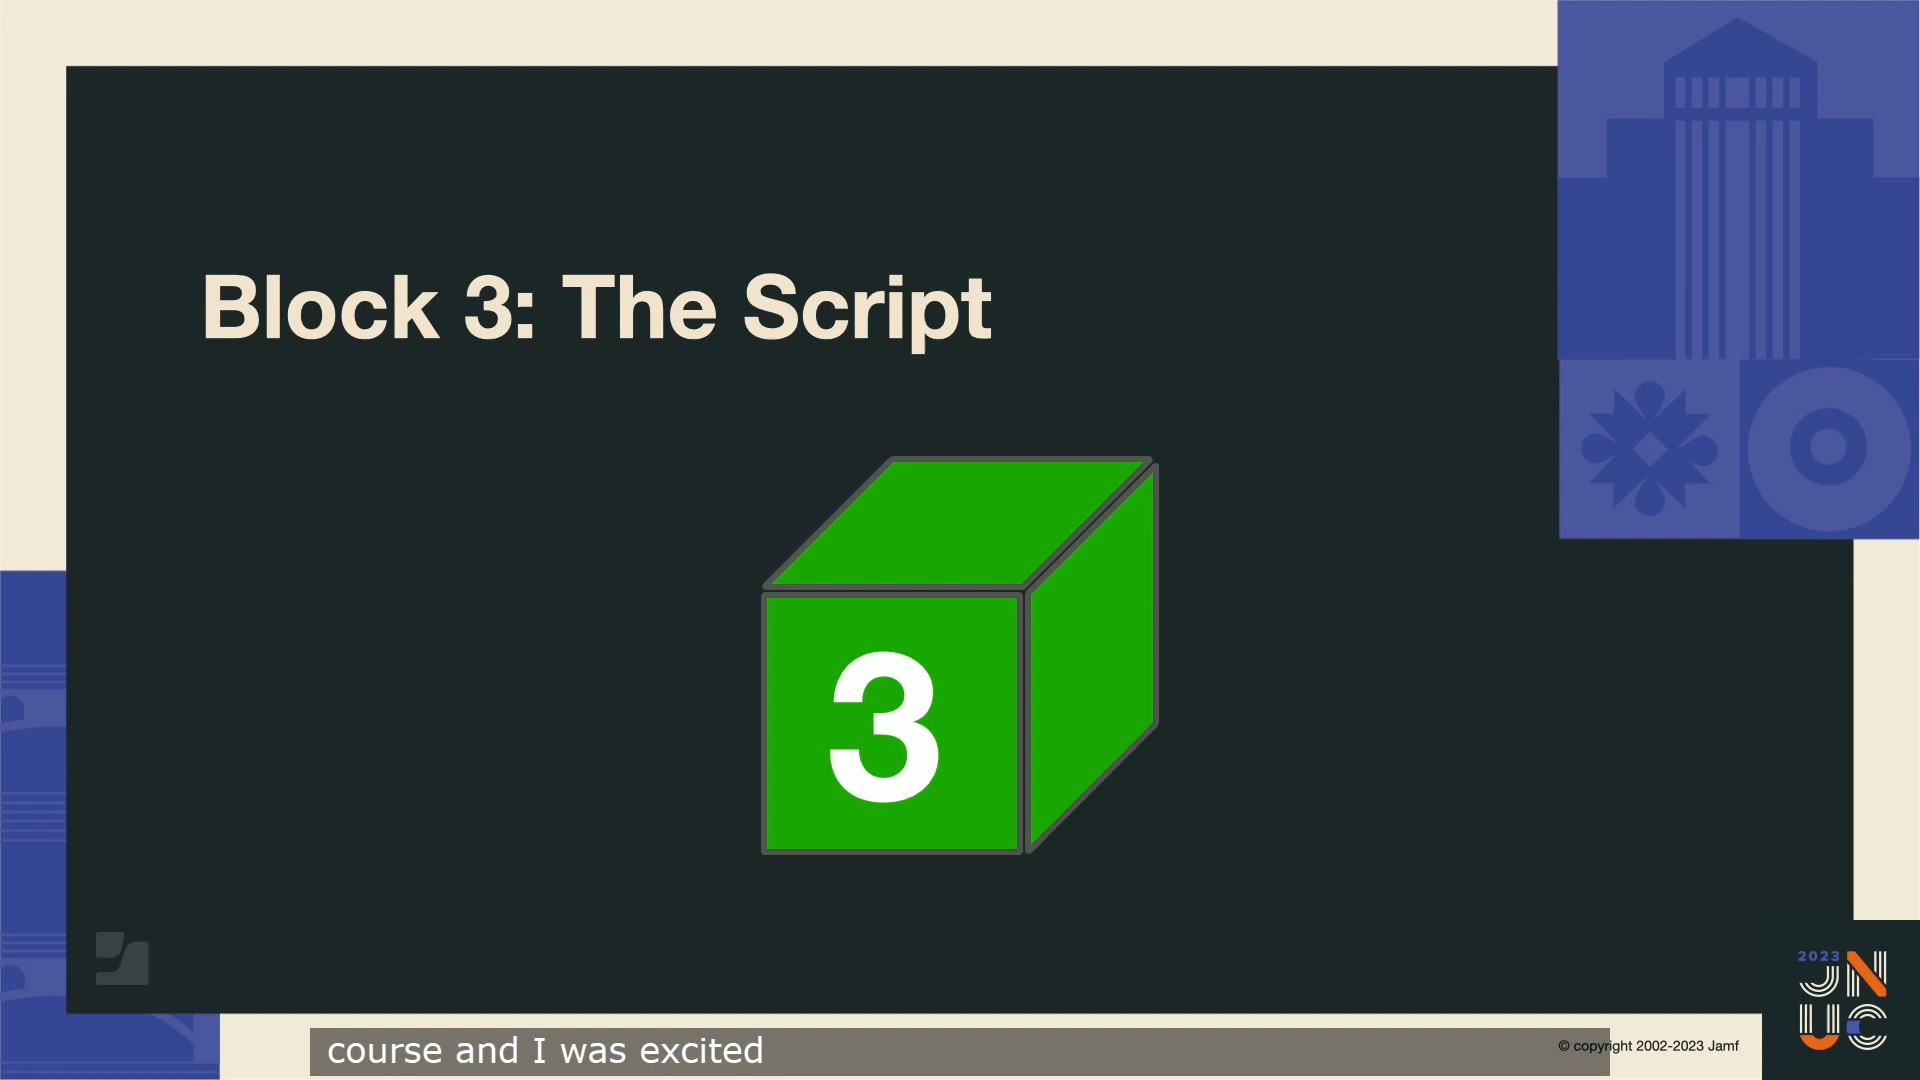 Block 3: The Script
3
2023
JN
UC
course and I was excited
© copyright 2002-2023 Jamf